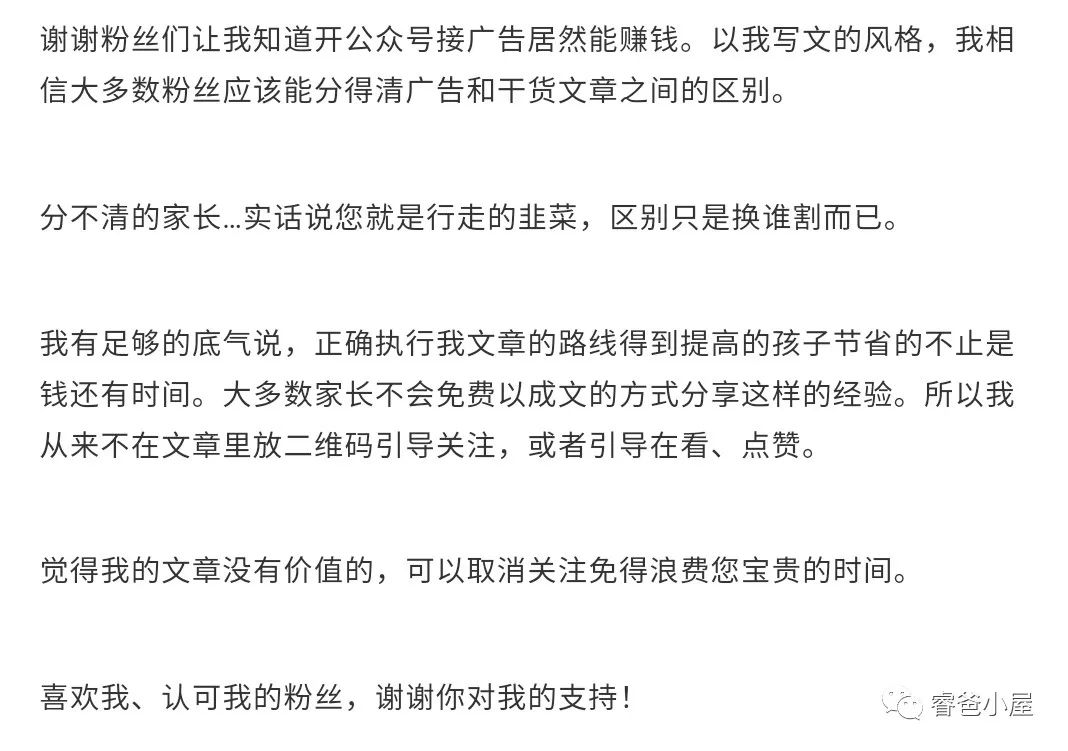 谢谢粉丝们让我知道开公众号接广告居然能赚钱。以我写文的风格，我相
信大多数粉丝应该能分得清广告和干货文章之间的区别。
分不清的家长...实话说您就是行走的韭菜，区别只是换谁割而已。
我有足够的底气说，正确执行我文章的路线得到提高的孩子节省的不止是
钱还有时间。大多数家长不会免费以成文的方式分享这样的经验。所以我
从来不在文章里放二维码引导关注，或者引导在看、点赞。
觉得我的文章没有价值的，可以取消关注免得浪费您宝贵的时间。
喜欢我、认可我的粉丝，谢谢你对我的支持！
睿爸小屋